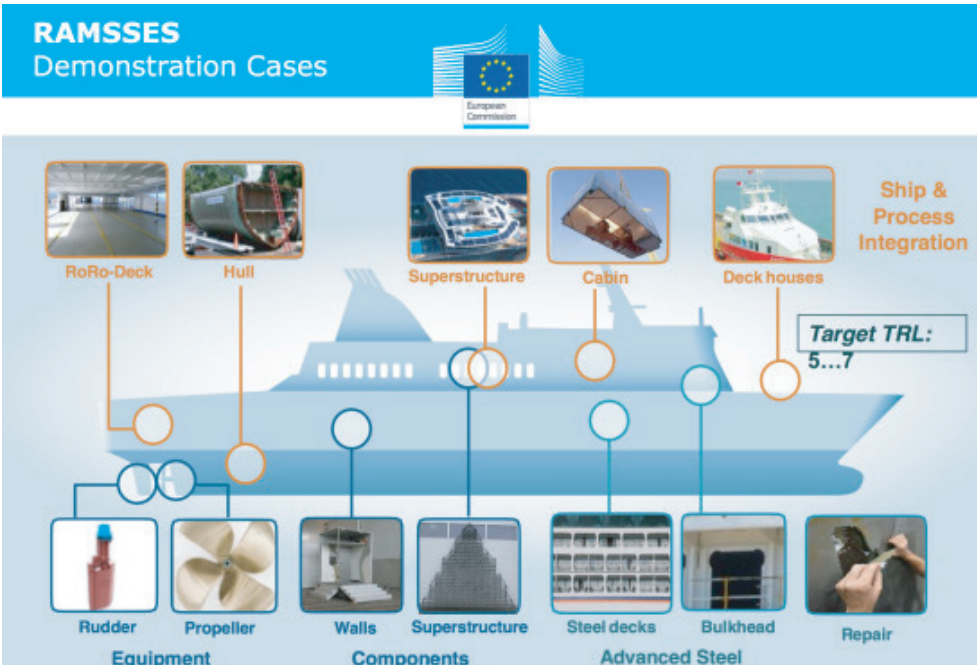 RAMSSES
Demonstration Cases
European
Commission
RoRo-Deck
Hull
Superstructure
Cabin
Deck houses
Ship &
Process
Integration
Target TRL:
5...7
Rudder
Propeller
Walls
Superstructure
Steel decks
Bulkhead
Repair
Equipment
Components
Advanced Steel